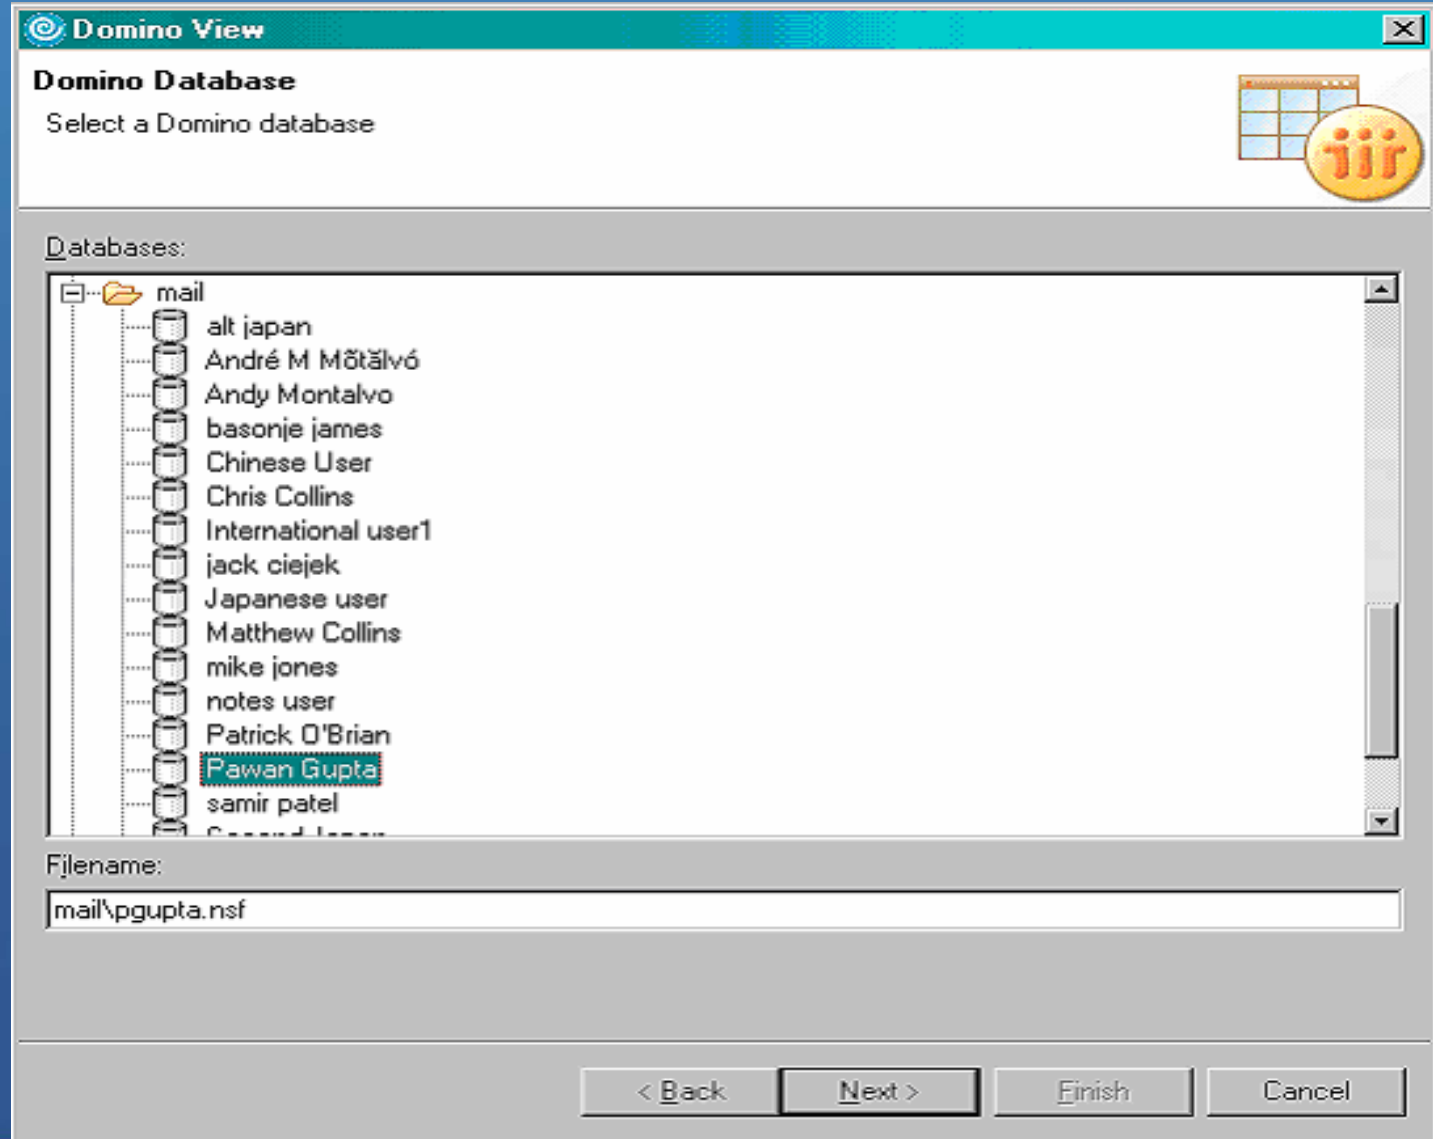 Domino View
Domino Database
Select a Domino database
Databases:
mail
alt japan
André M Mõtãlvó
Andy Montalvo
basonje james
Chinese User
Chris Collins
International user1
jack ciejek
Japanese user
Matthew Collins
mike jones
notes user
Patrick O'Brian
Pawan Gupta
samir patel
Filename:
mail\pgupta.nsf
< Back Next > Finish Cancel